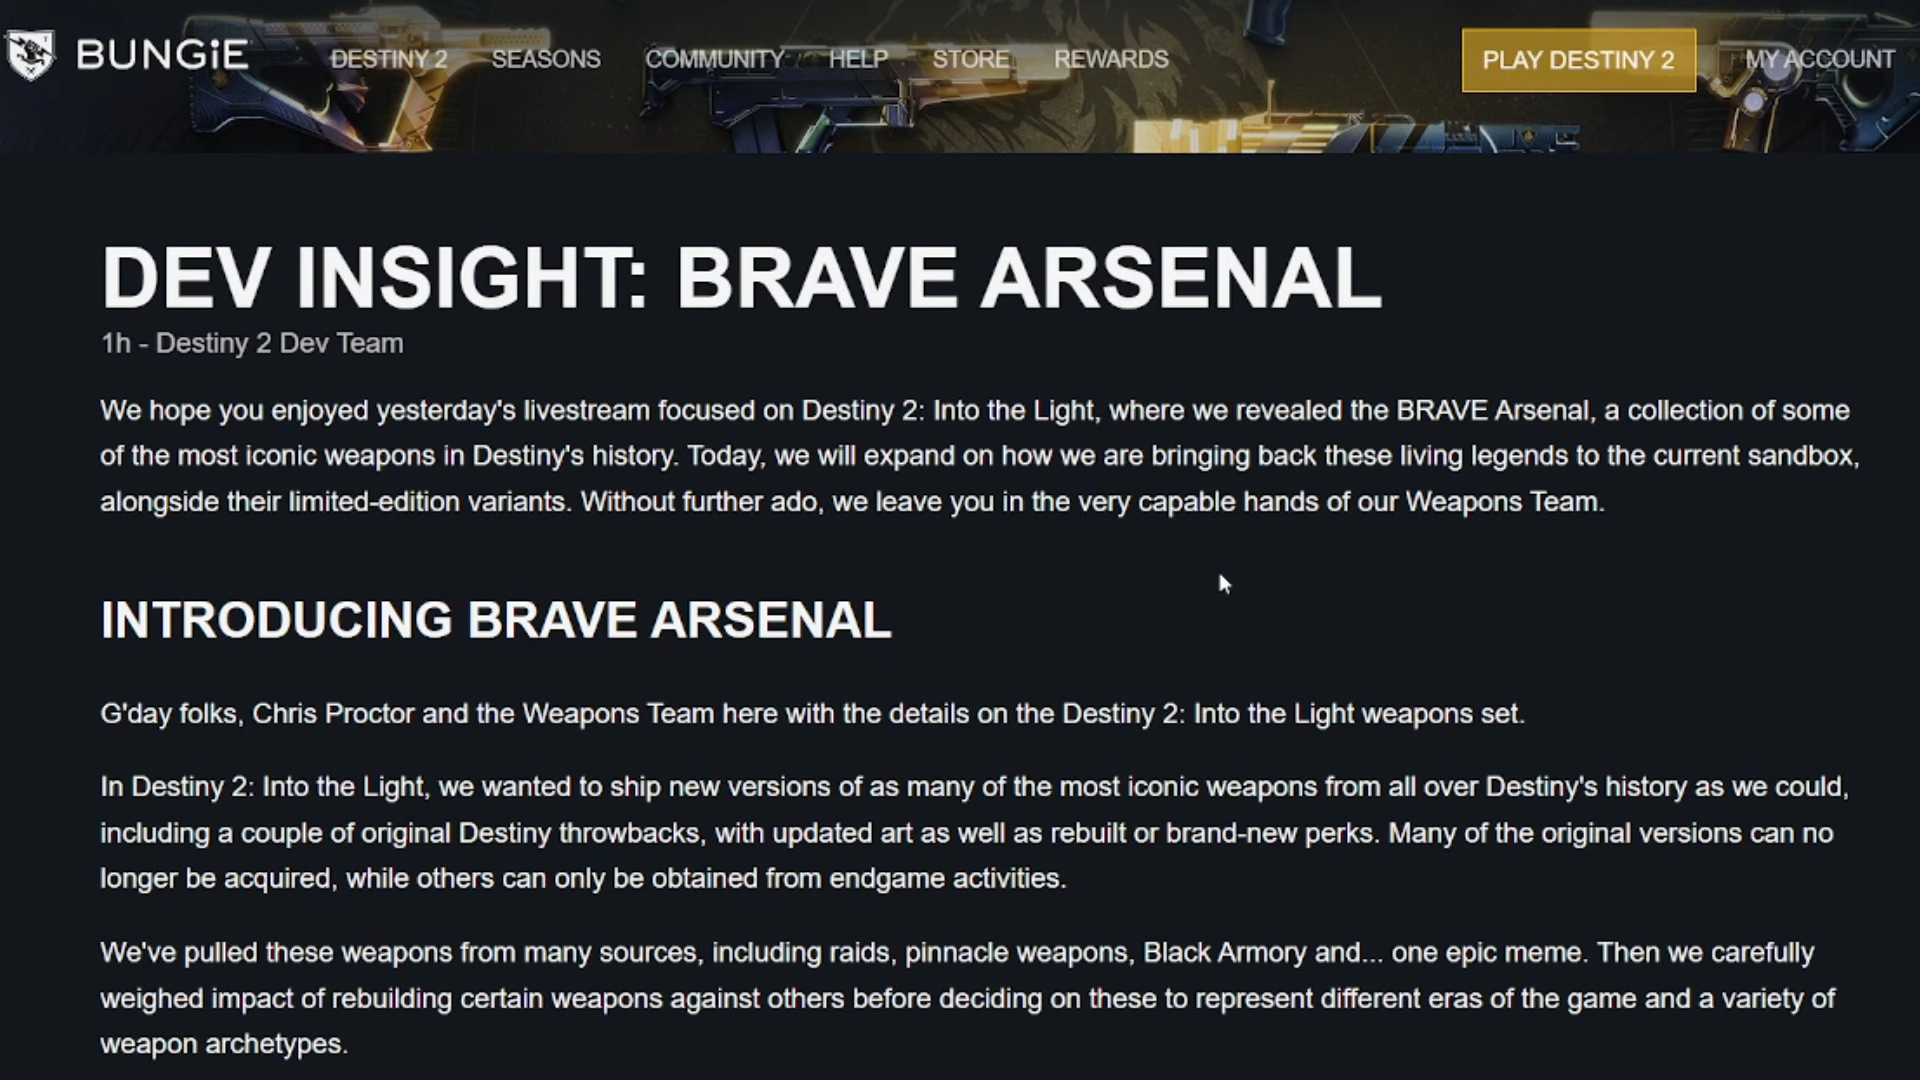 BUNGiE DESTINY 2 SEASONS COMMUNITY HELP STORE REWARDS PLAY DESTINY 2 MY ACCOUNT
DEV INSIGHT: BRAVE ARSENAL
1h - Destiny 2 Dev Team
We hope you enjoyed yesterday's livestream focused on Destiny 2: Into the Light, where we revealed the BRAVE Arsenal, a collection of some
of the most iconic weapons in Destiny's history. Today, we will expand on how we are bringing back these living legends to the current sandbox,
alongside their limited-edition variants. Without further ado, we leave you in the very capable hands of our Weapons Team.
INTRODUCING BRAVE ARSENAL
G'day folks, Chris Proctor and the Weapons Team here with the details on the Destiny 2: Into the Light weapons set.
In Destiny 2: Into the Light, we wanted to ship new versions of as many of the most iconic weapons from all over Destiny's history as we could,
including a couple of original Destiny throwbacks, with updated art as well as rebuilt or brand-new perks. Many of the original versions can no
longer be acquired, while others can only be obtained from endgame activities.
We've pulled these weapons from many sources, including raids, pinnacle weapons, Black Armory and... one epic meme. Then we carefully
weighed impact of rebuilding certain weapons against others before deciding on these to represent different eras of the game and a variety of
weapon archetypes.